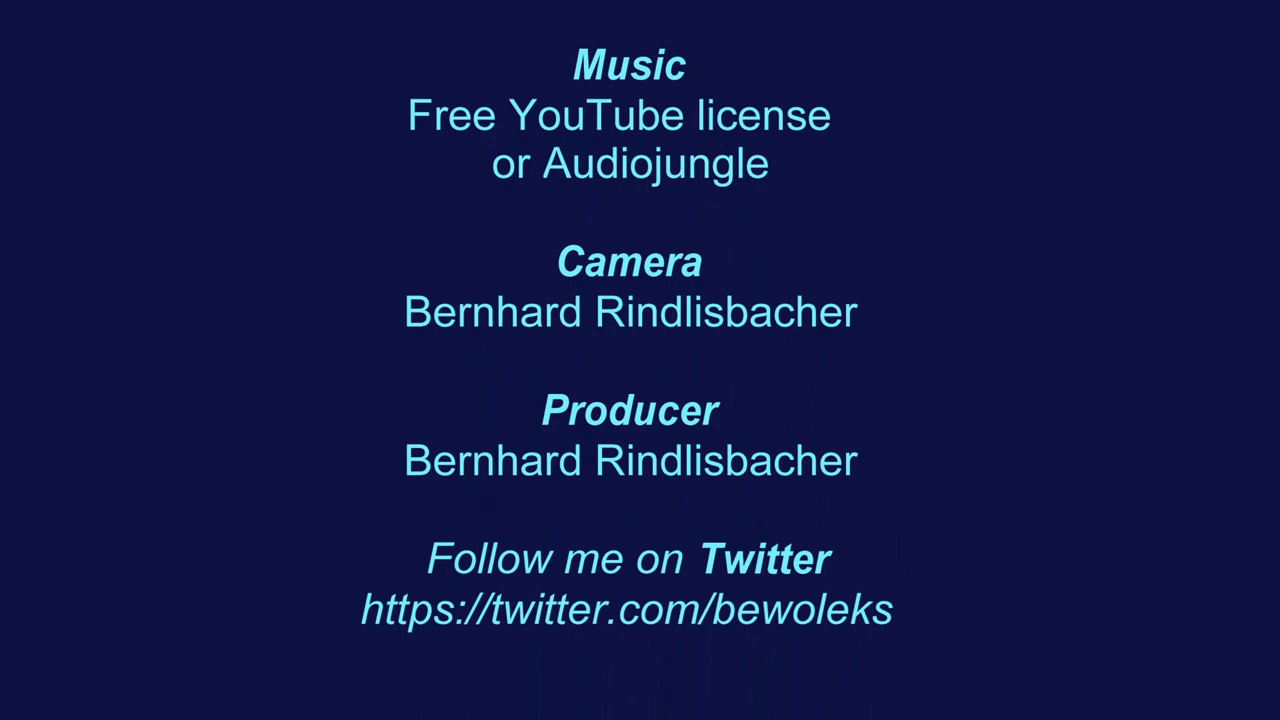 Music
Free YouTube license
or Audiojungle
Camera
Bernhard Rindlisbacher
Producer
Bernhard Rindlisbacher
Follow me on Twitter
https://twitter.com/bewoleks